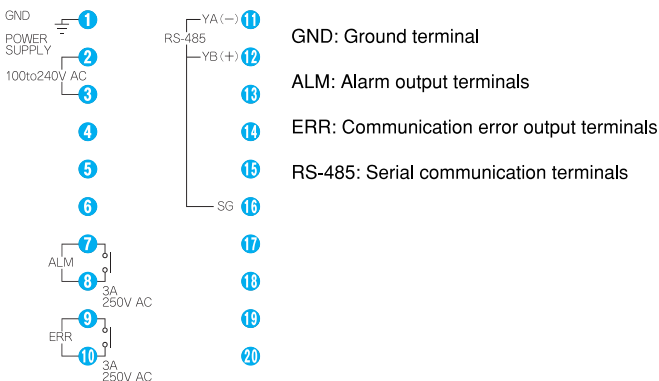 GND
1
POWER
SUPPLY
2
100to240V AC
3
4
5
6
7
ALM
8
3A
250V AC
9
ERR
10
3A
250V AC
YA(−) 11
RS-485
YB(+) 12
13
14
15
SG 16
17
18
19
20
GND: Ground terminal
ALM: Alarm output terminals
ERR: Communication error output terminals
RS-485: Serial communication terminals